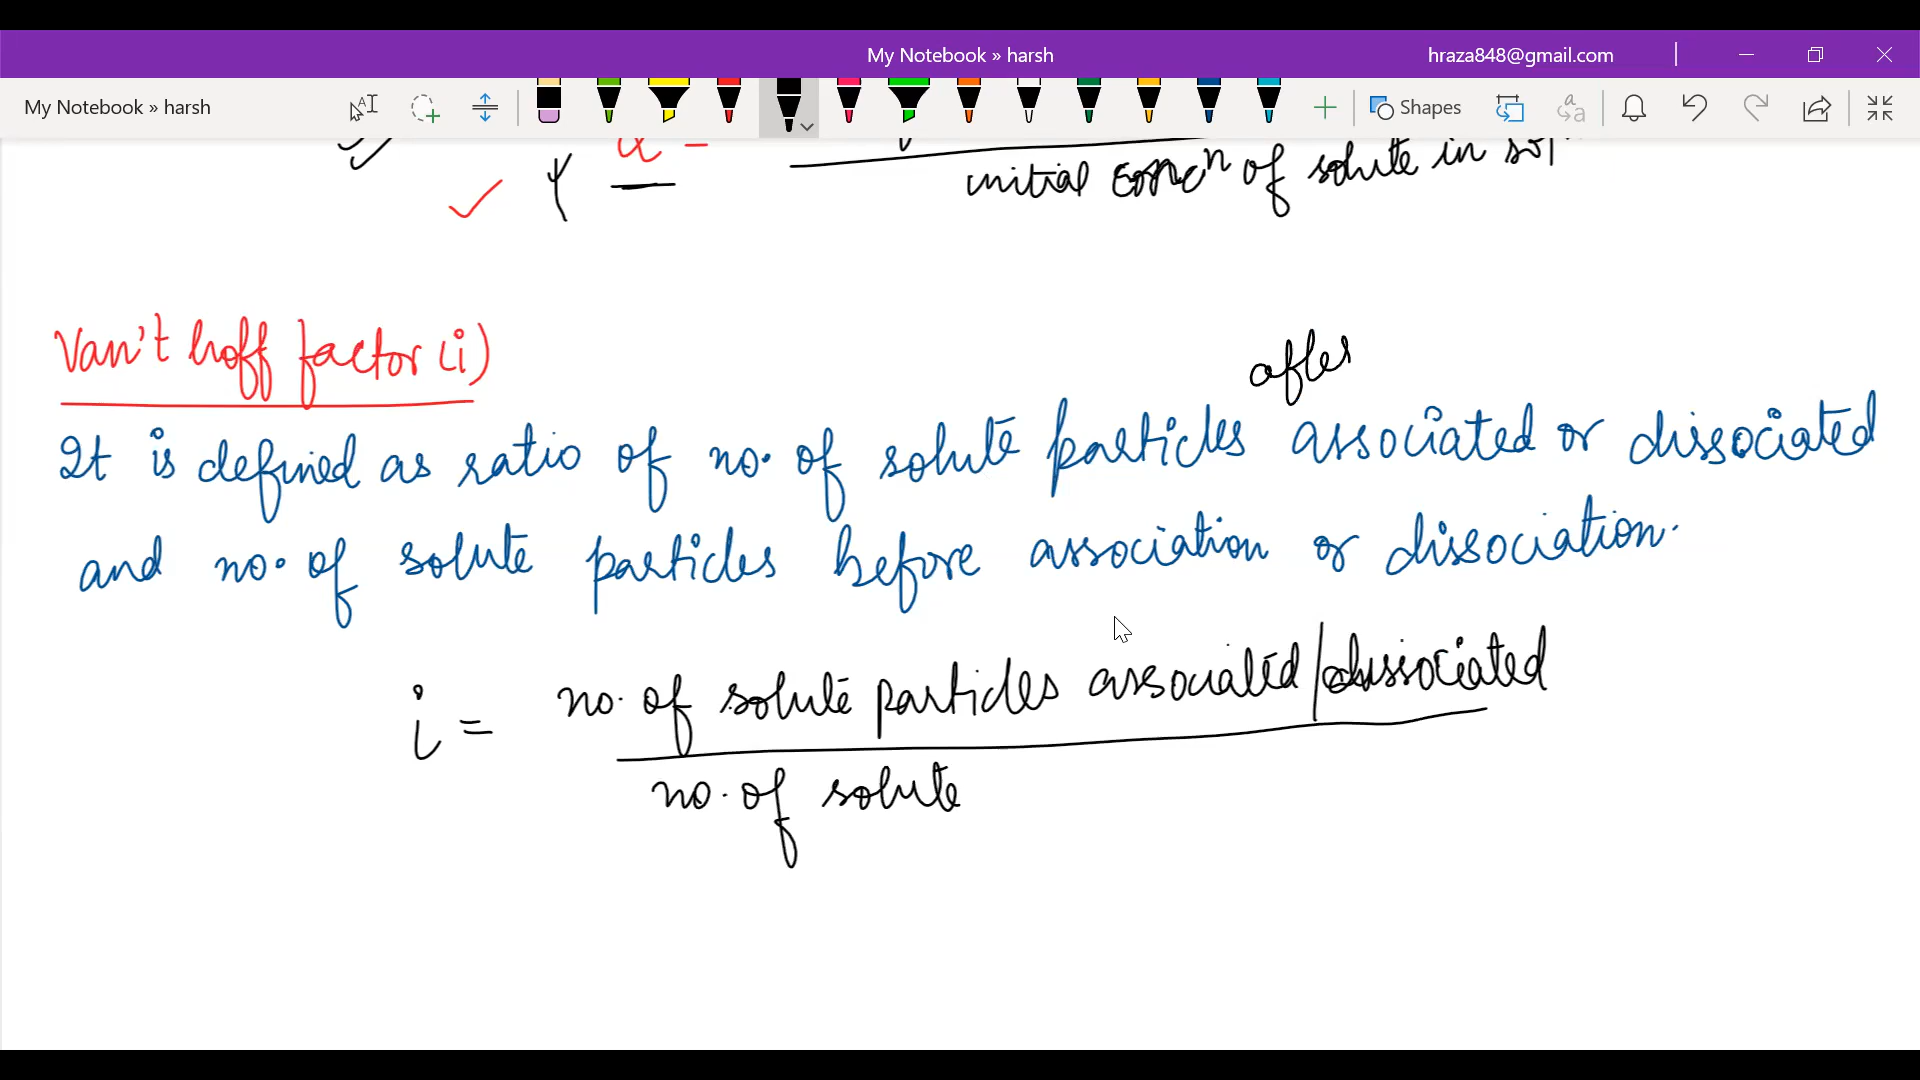 My Notebook » harsh
hraza848@gmail.com
My Notebook » harsh
Shapes
α =
initial concⁿ of solute in solⁿ
Van't hoff factor (i)
after
It is defined as ratio of no. of solute particles associated or dissociated
and no. of solute particles before association or dissociation.
i = no. of solute particles associated/dissociated
no. of solute